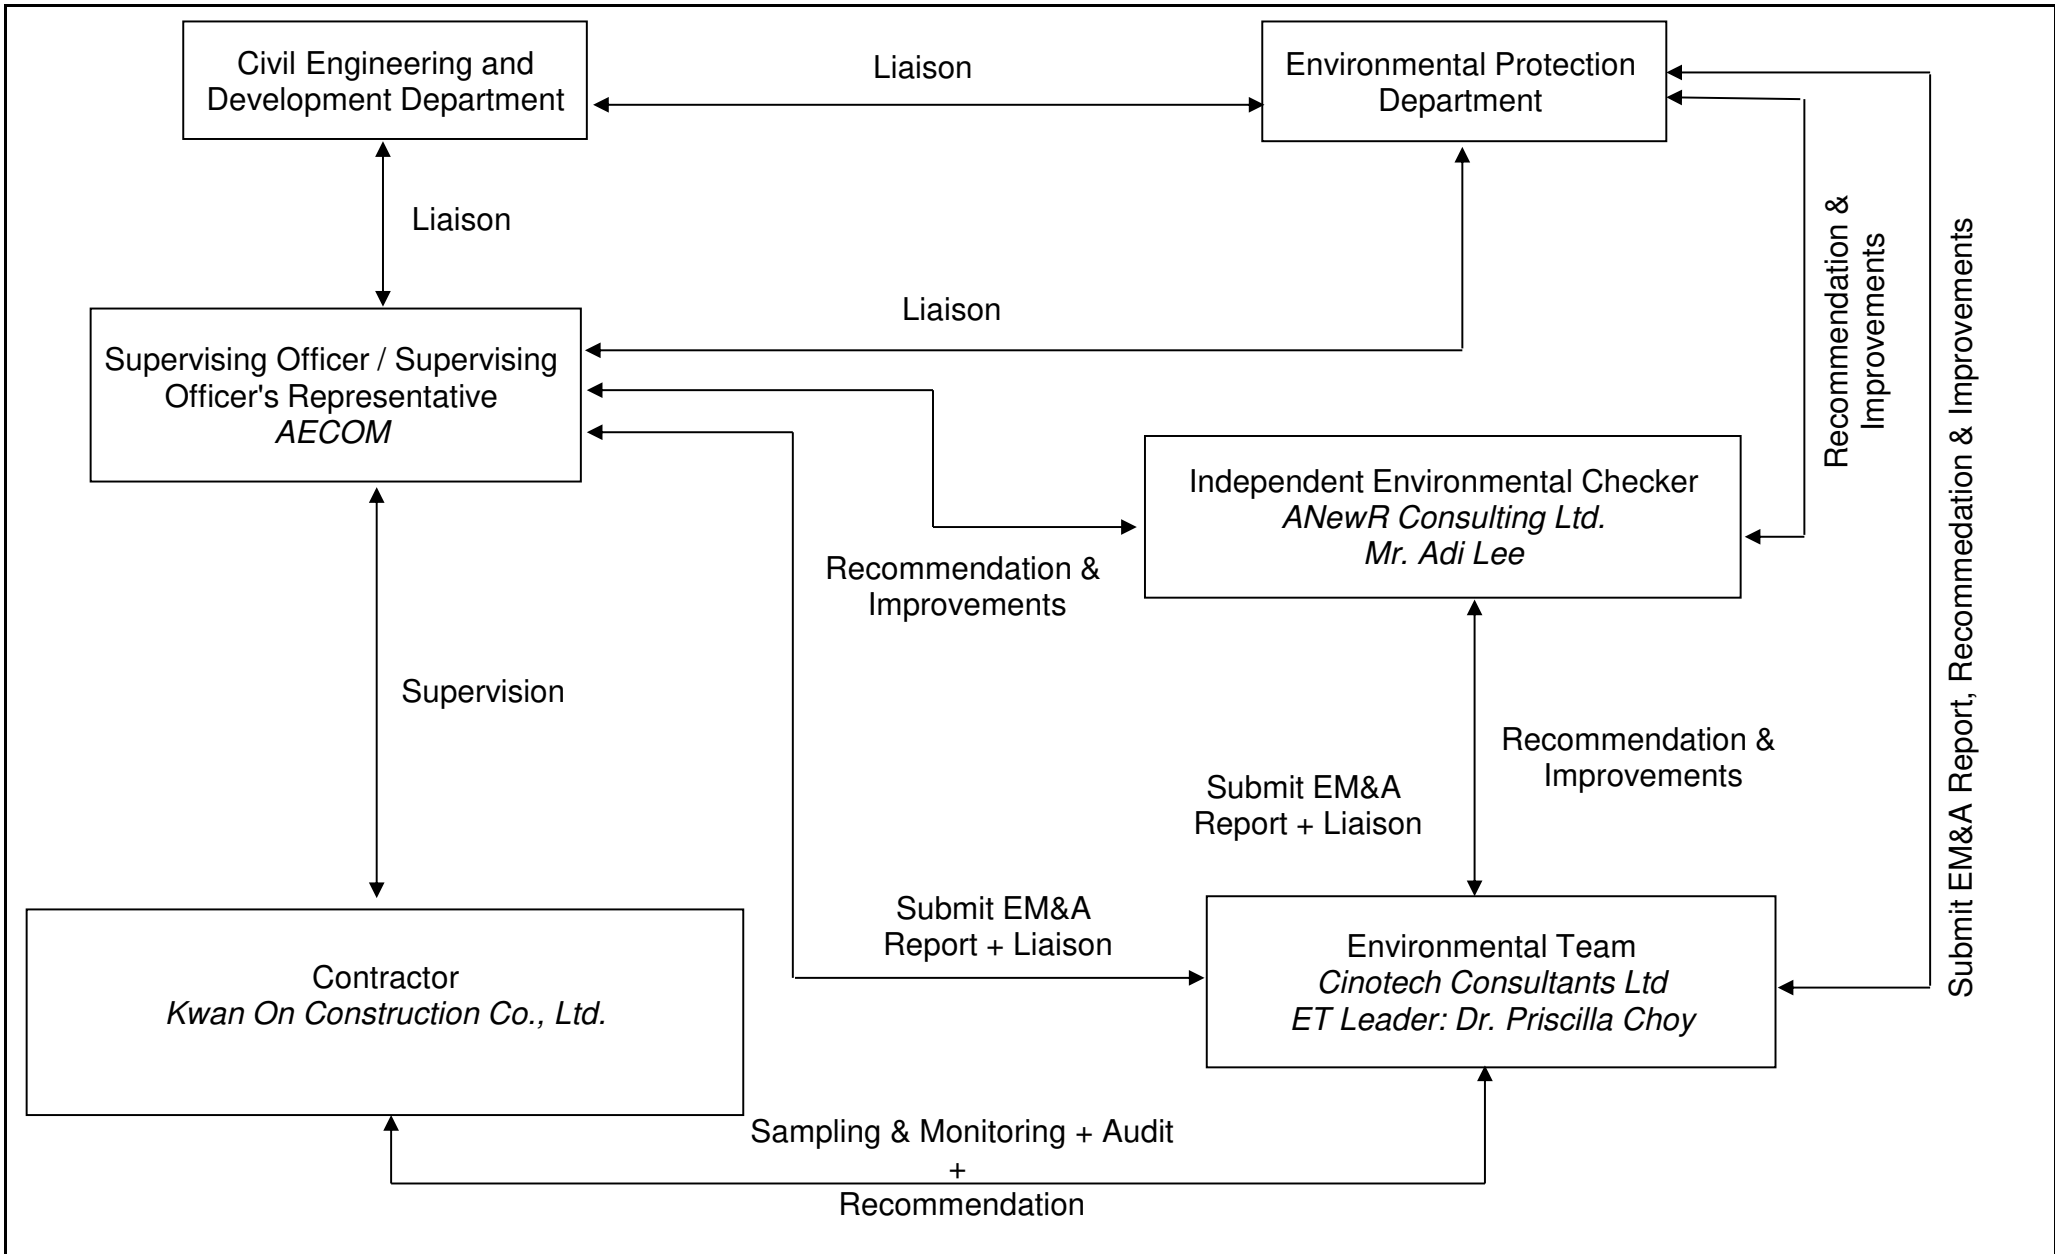 Civil Engineering and
Development Department
Liaison
Environmental Protection
Department
Liaison
Liaison
Recommendation &
Improvements
Submit EM&A Report, Recommedation & Improvements
Supervising Officer / Supervising
Officer's Representative
AECOM
Independent Environmental Checker
ANewR Consulting Ltd.
Mr. Adi Lee
Recommendation &
Improvements
Supervision
Recommendation &
Improvements
Submit EM&A
Report + Liaison
Submit EM&A
Report + Liaison
Contractor
Kwan On Construction Co., Ltd.
Environmental Team
Cinotech Consultants Ltd
ET Leader: Dr. Priscilla Choy
Sampling & Monitoring + Audit
+
Recommendation